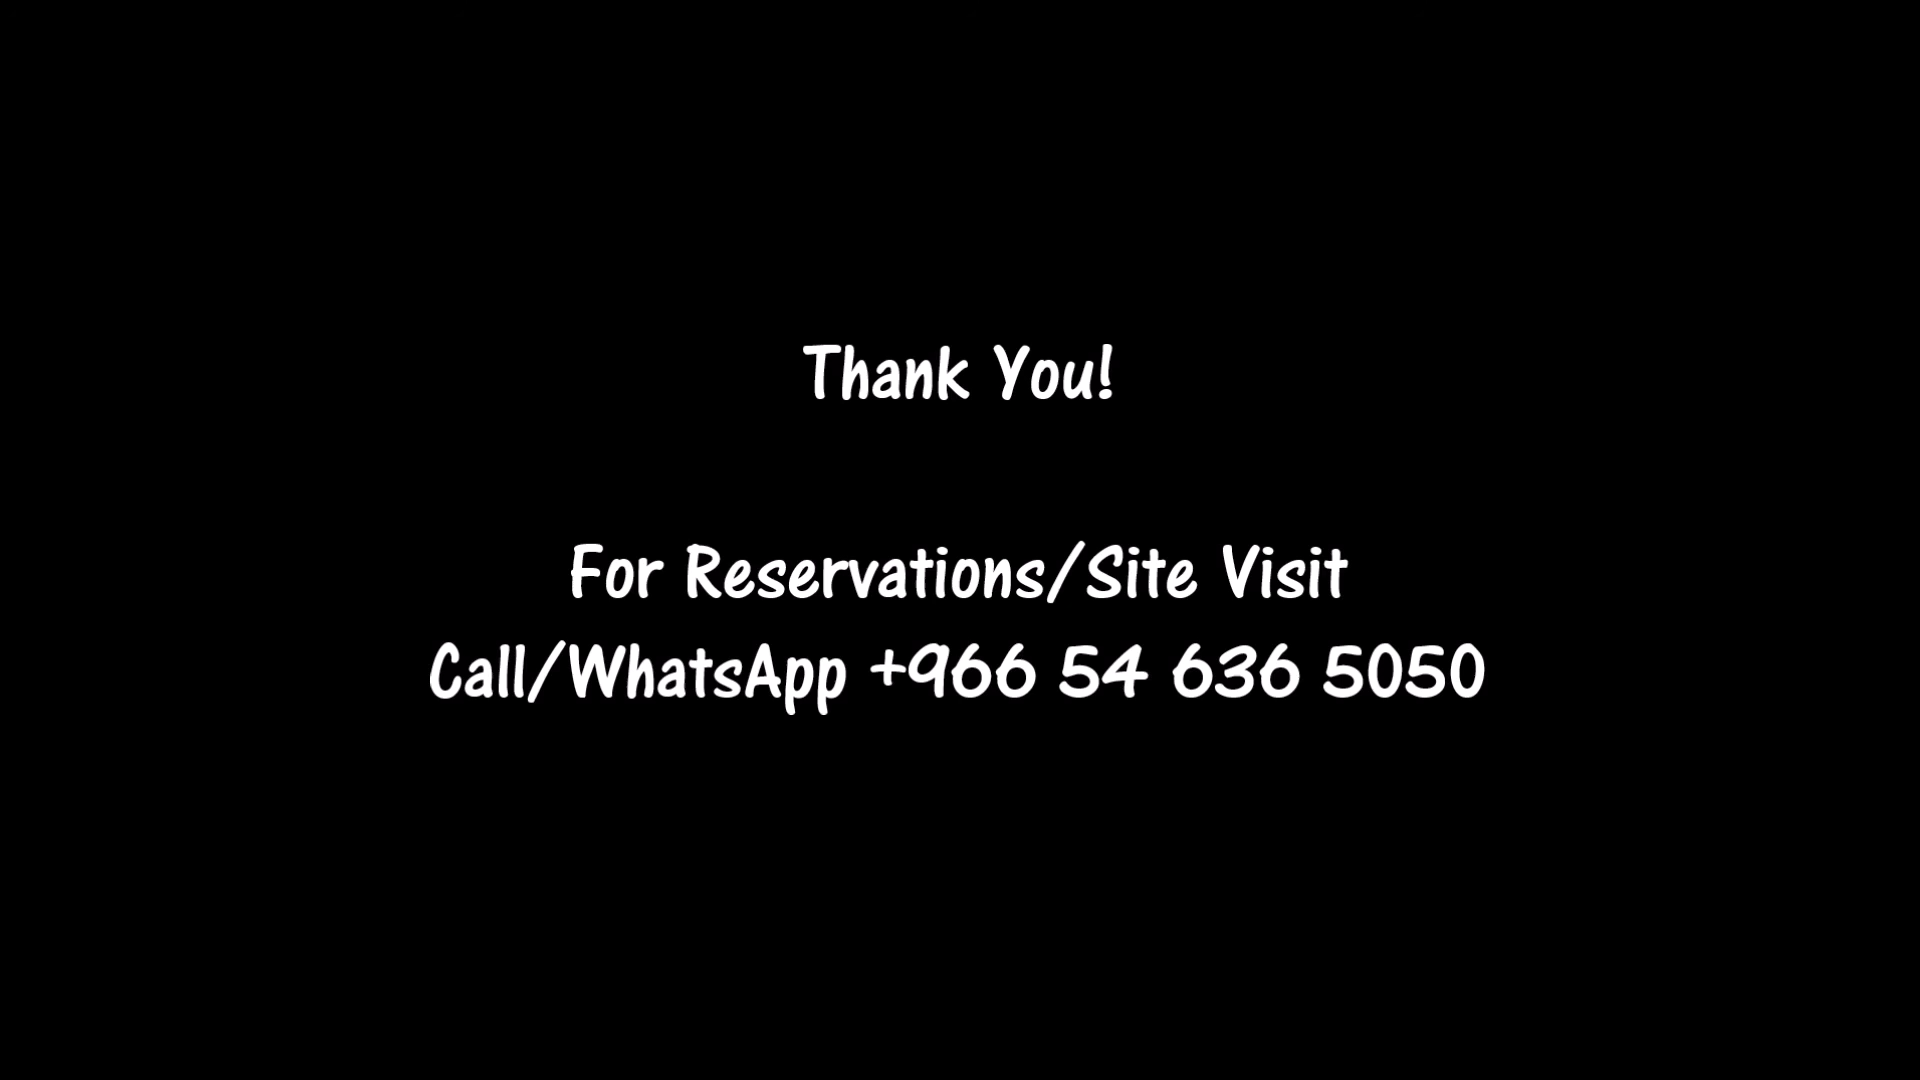 Thank You!
For Reservations/Site Visit
Call/WhatsApp +966 54 636 5050